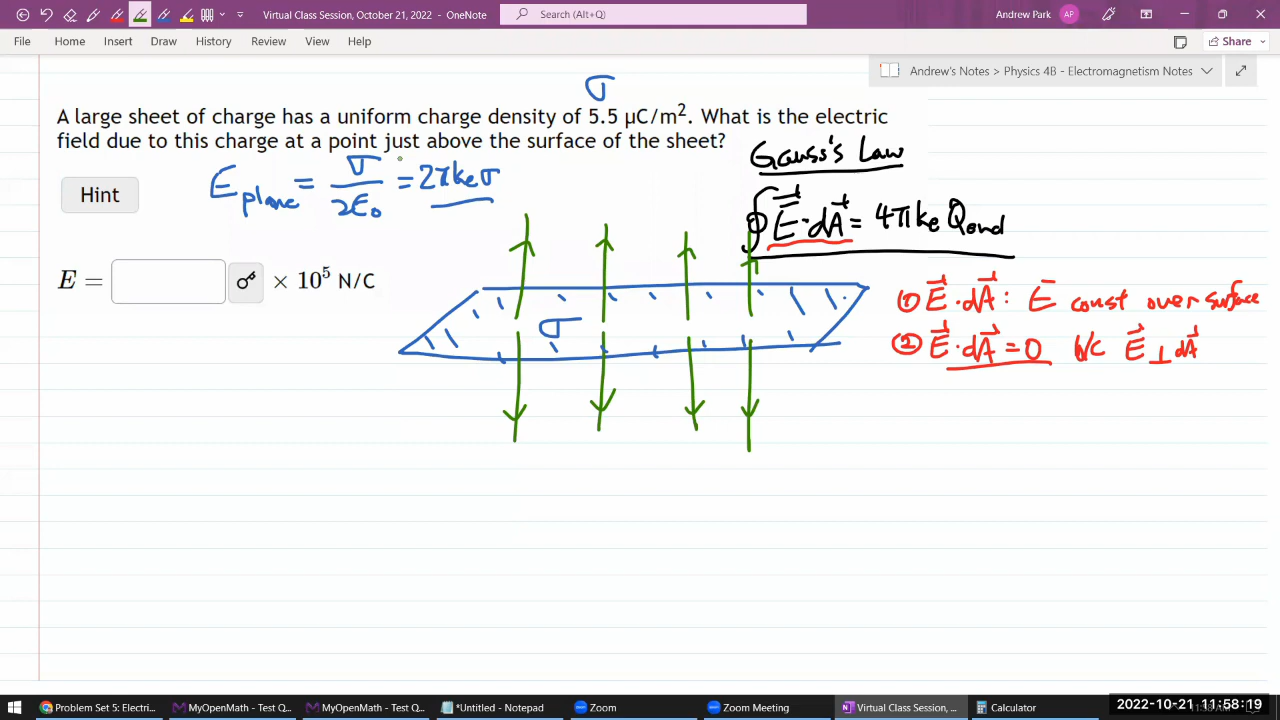 Virtual Class Session, October 21, 2022 - OneNote
Search (Alt+Q)
Andrew Park
AP
File Home Insert Draw History Review View Help
Share
Andrew's Notes > Physics 4B - Electromagnetism Notes
σ
A large sheet of charge has a uniform charge density of 5.5 μC/m². What is the electric
field due to this charge at a point just above the surface of the sheet?
Hint
E plane = σ/2ε₀ = 2πkeσ
Gauss's Law
∮ E⃗·dA⃗ = 4πke Qencl
E = × 10⁵ N/C
σ
① E⃗·dA⃗ : E⃗ const over surface
② E⃗·dA⃗ = 0 b/c E⃗ ⊥ dA⃗
Problem Set 5: Electri...
MyOpenMath - Test Q...
MyOpenMath - Test Q...
*Untitled - Notepad
Zoom
Zoom Meeting
Virtual Class Session, ...
Calculator
2022-10-21 11:58:19